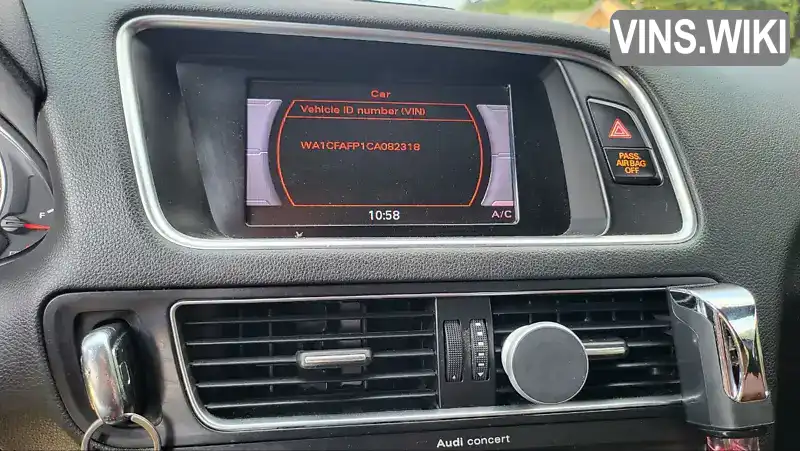 VINS.WIKI
Car
Vehicle ID number (VIN)
WA1CFAFP1CA082318
10:58
A/C
PASS.
AIRBAG
OFF
F
Audi concert